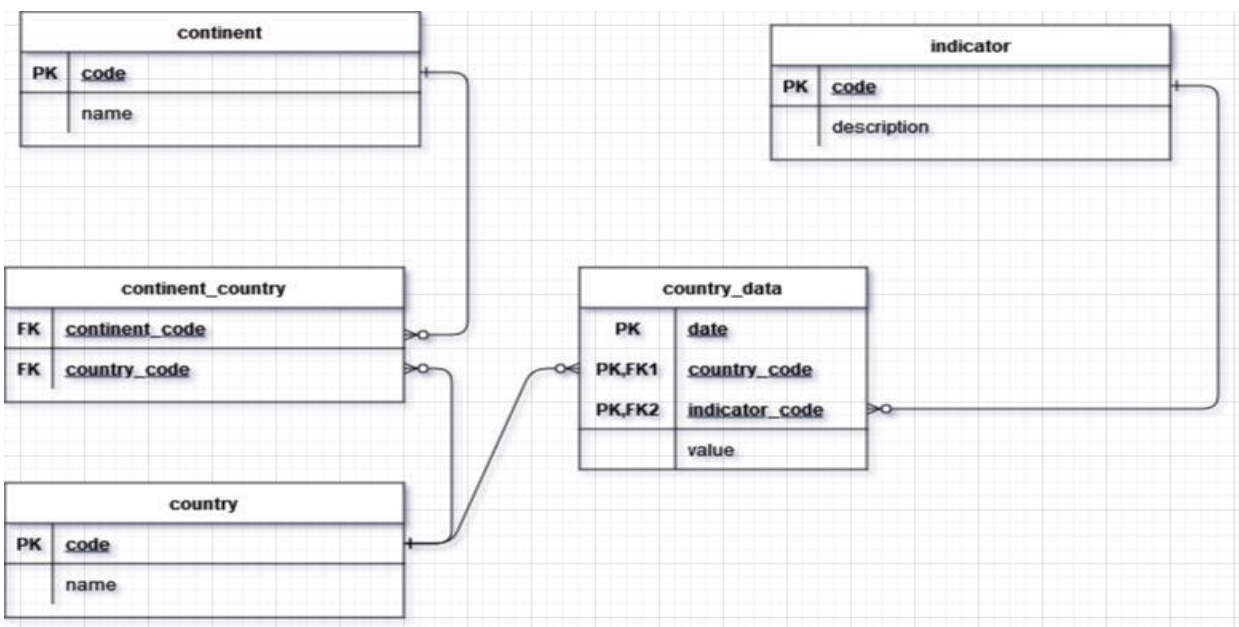 continent
PK code
name
indicator
PK code
description
continent_country
FK continent_code
FK country_code
country_data
PK date
PK,FK1 country_code
PK,FK2 indicator_code
value
country
PK code
name